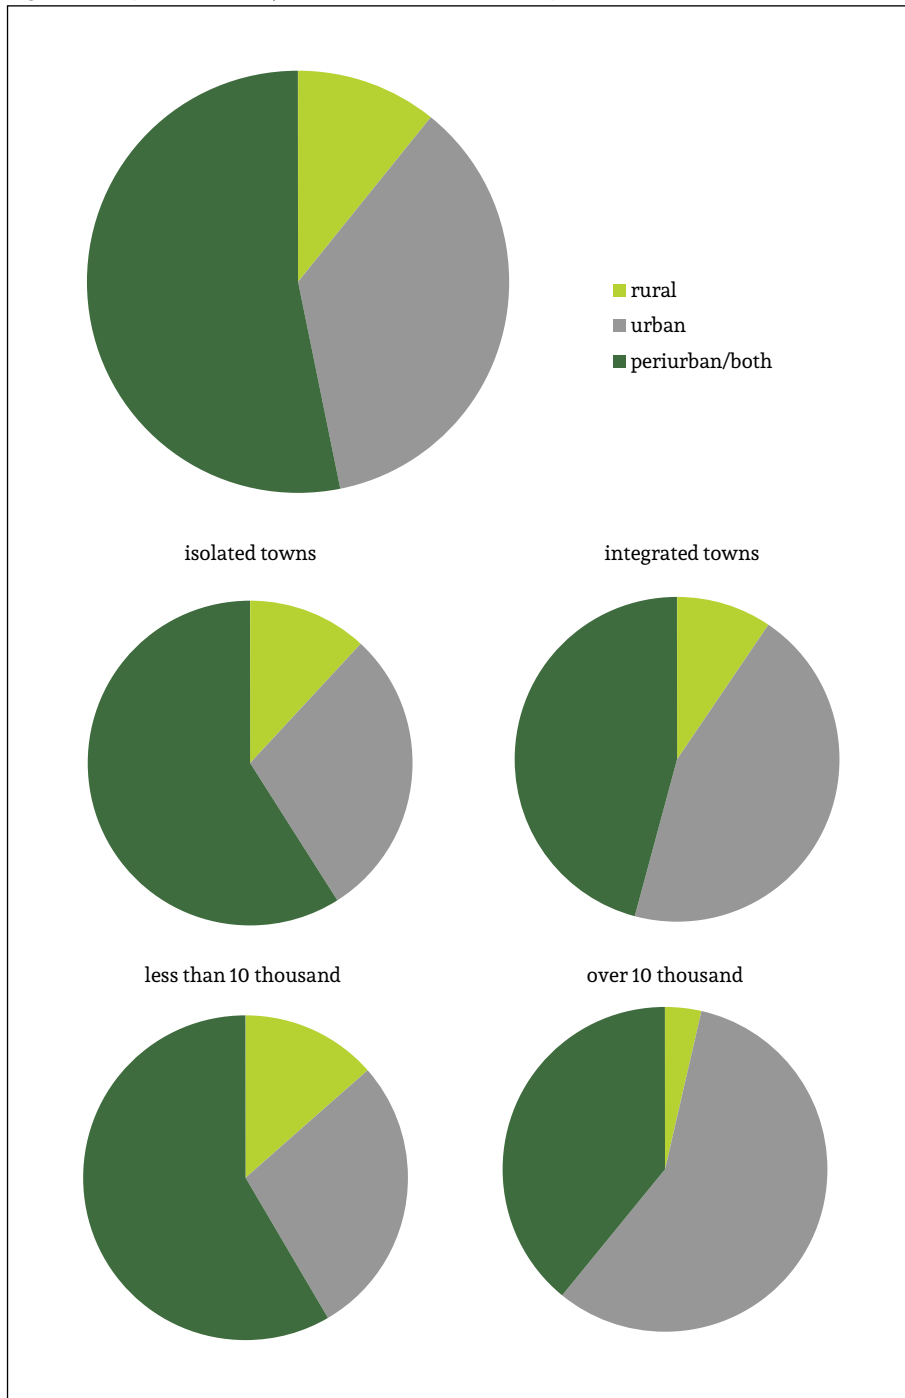 rural
urban
periurban/both
isolated towns
integrated towns
less than 10 thousand
over 10 thousand